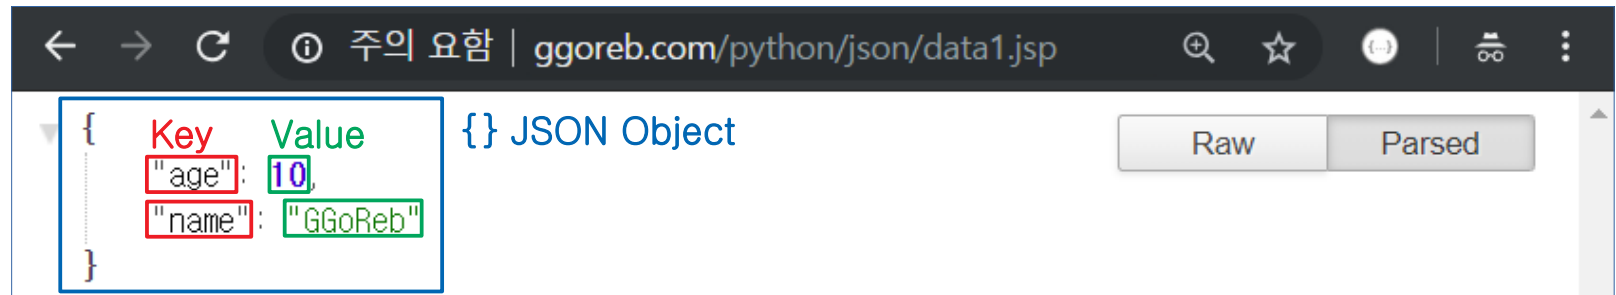 주의 요함 | ggoreb.com/python/json/data1.jsp
{ Key Value {} JSON Object Raw Parsed
"age": 10,
"name": "GGoReb"
}